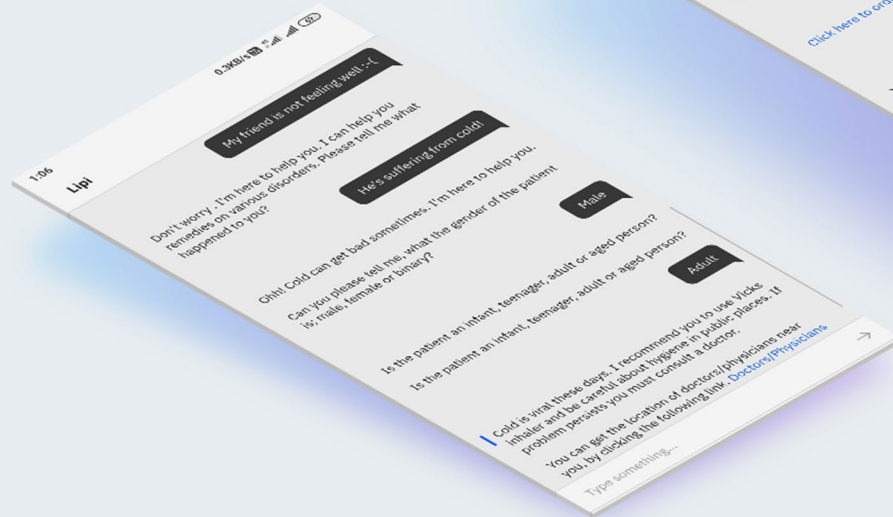 Click here to
1:06
0.3KB/s
Lipi
My friend is not feeling well :-(
Don't worry . I'm here to help you. I can help you
remedies on various disorders. Please tell me what
happened to you?
He's suffering from cold!
Ohh! Cold can get bad sometimes. I'm here to help you.
Can you please tell me, what the gender of the patient
is; male, female or binary?
Male
Is the patient an infant, teenager, adult or aged person?
Is the patient an infant, teenager, adult or aged person?
Adult
Cold is viral these days. I recommend you to use Vicks
inhaler and be careful about hygiene in public places. If
problem persists you must consult a doctor.
You can get the location of doctors/physicians near
you, by clicking the following link. Doctors/Physicians
Type something...